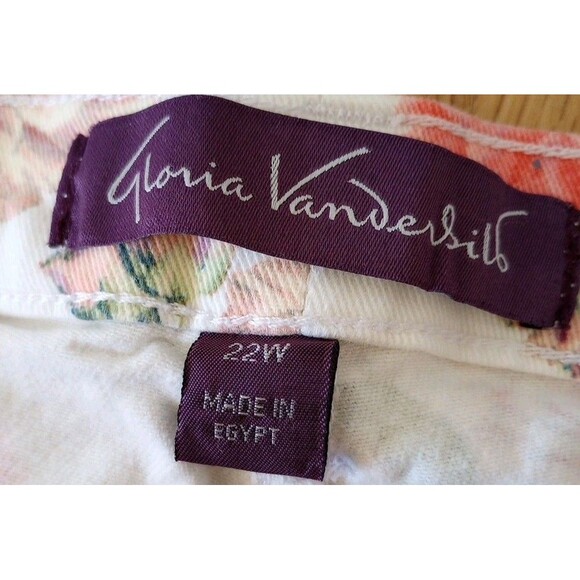 Gloria Vanderbilt
22W
MADE IN
EGYPT